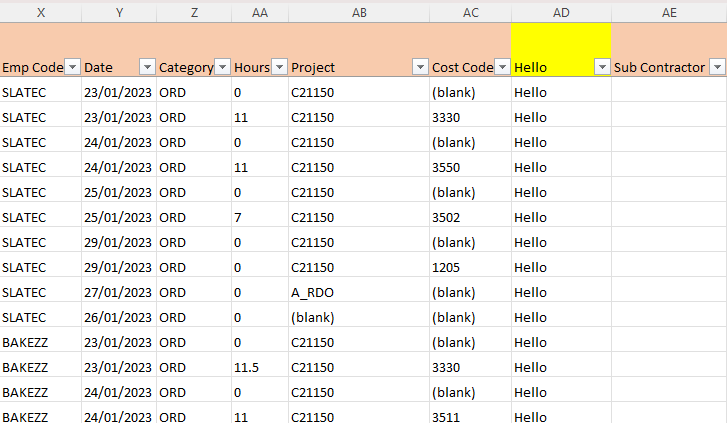 X Y Z AA AB AC AD AE
Emp Code Date Category Hours Project Cost Code Hello Sub Contractor
SLATEC 23/01/2023 ORD 0 C21150 (blank) Hello
SLATEC 23/01/2023 ORD 11 C21150 3330 Hello
SLATEC 24/01/2023 ORD 0 C21150 (blank) Hello
SLATEC 24/01/2023 ORD 11 C21150 3550 Hello
SLATEC 25/01/2023 ORD 0 C21150 (blank) Hello
SLATEC 25/01/2023 ORD 7 C21150 3502 Hello
SLATEC 29/01/2023 ORD 0 C21150 (blank) Hello
SLATEC 29/01/2023 ORD 0 C21150 1205 Hello
SLATEC 27/01/2023 ORD 0 A_RDO (blank) Hello
SLATEC 26/01/2023 ORD 0 (blank) (blank) Hello
BAKEZZ 23/01/2023 ORD 0 C21150 (blank) Hello
BAKEZZ 23/01/2023 ORD 11.5 C21150 3330 Hello
BAKEZZ 24/01/2023 ORD 0 C21150 (blank) Hello
BAKEZZ 24/01/2023 ORD 11 C21150 3511 Hello